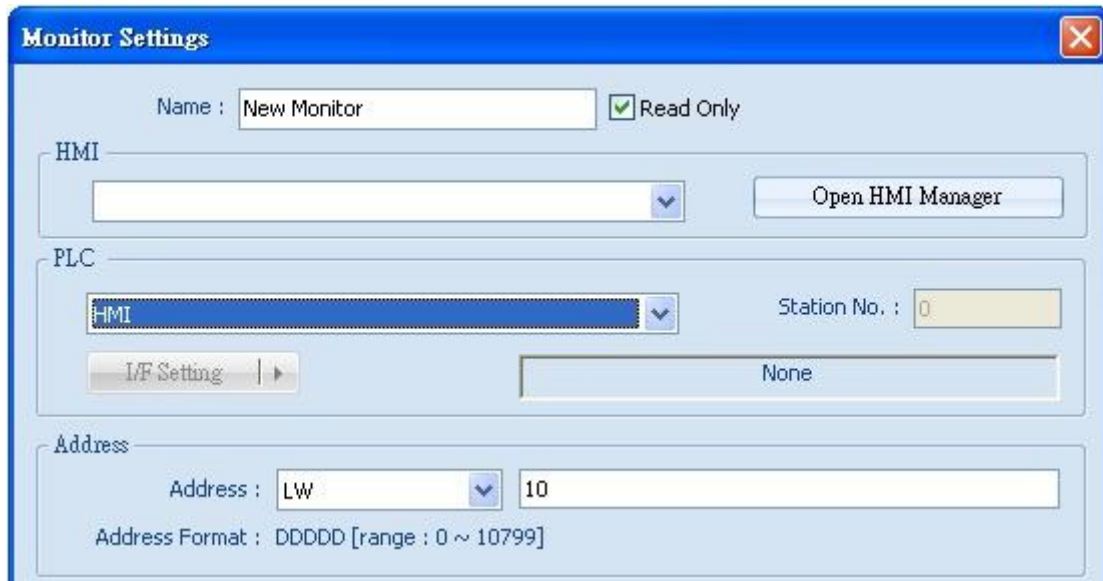 Monitor Settings
Name : New Monitor Read Only
HMI
Open HMI Manager
PLC
HMI Station No. : 0
I/F Setting None
Address
Address : LW 10
Address Format : DDDDD [range : 0 ~ 10799]